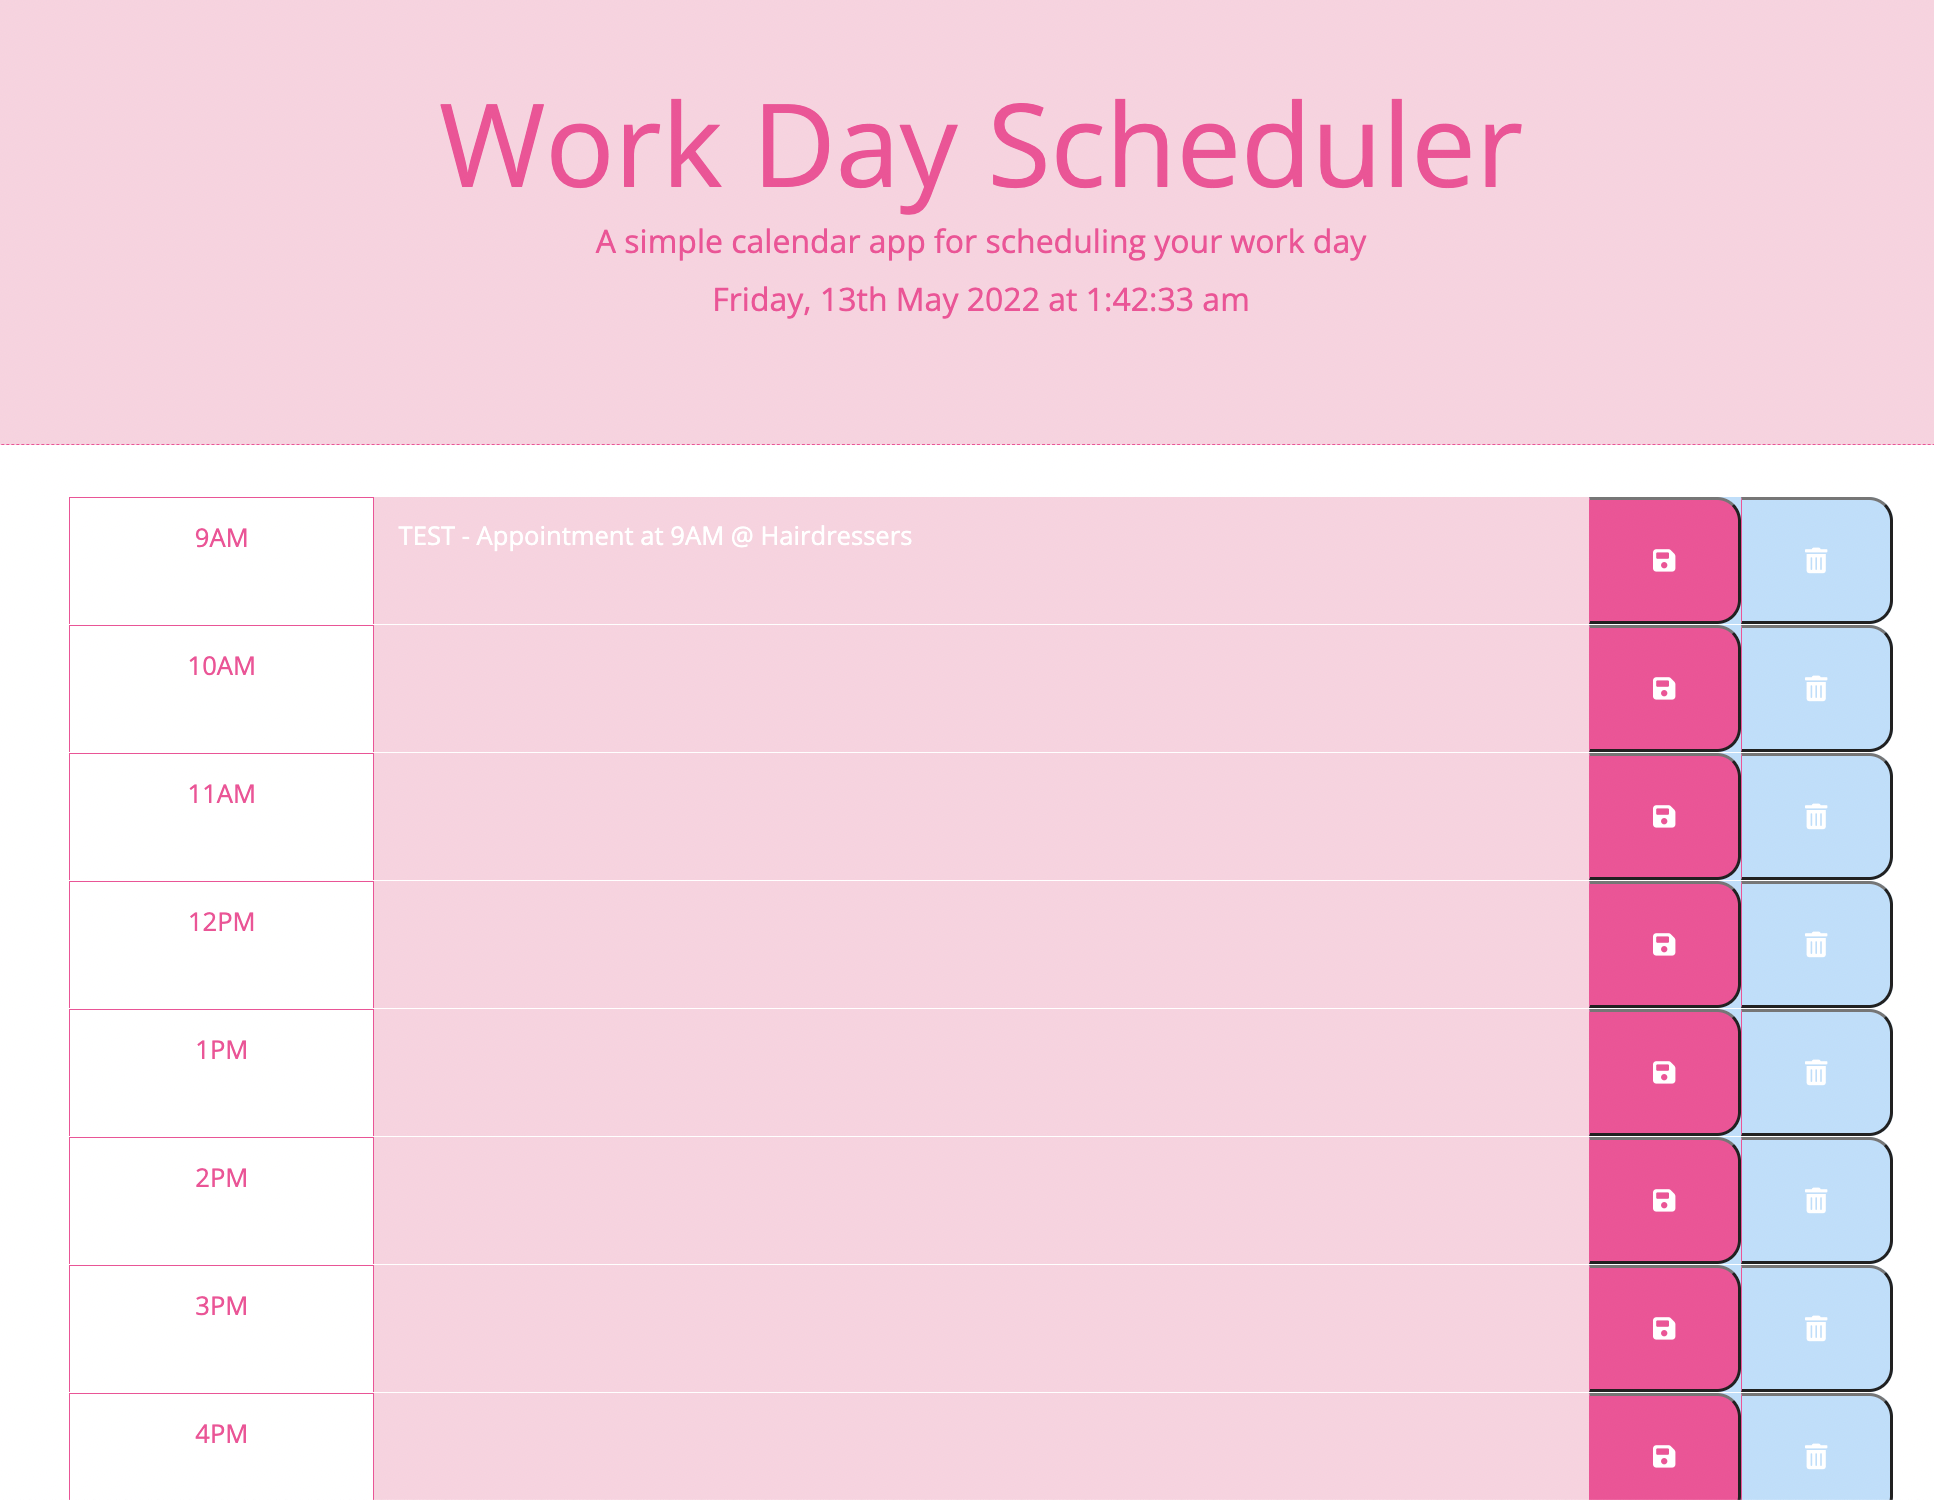 Work Day Scheduler
A simple calendar app for scheduling your work day
Friday, 13th May 2022 at 1:42:33 am
9AM
TEST - Appointment at 9AM @ Hairdressers
10AM
11AM
12PM
1PM
2PM
3PM
4PM